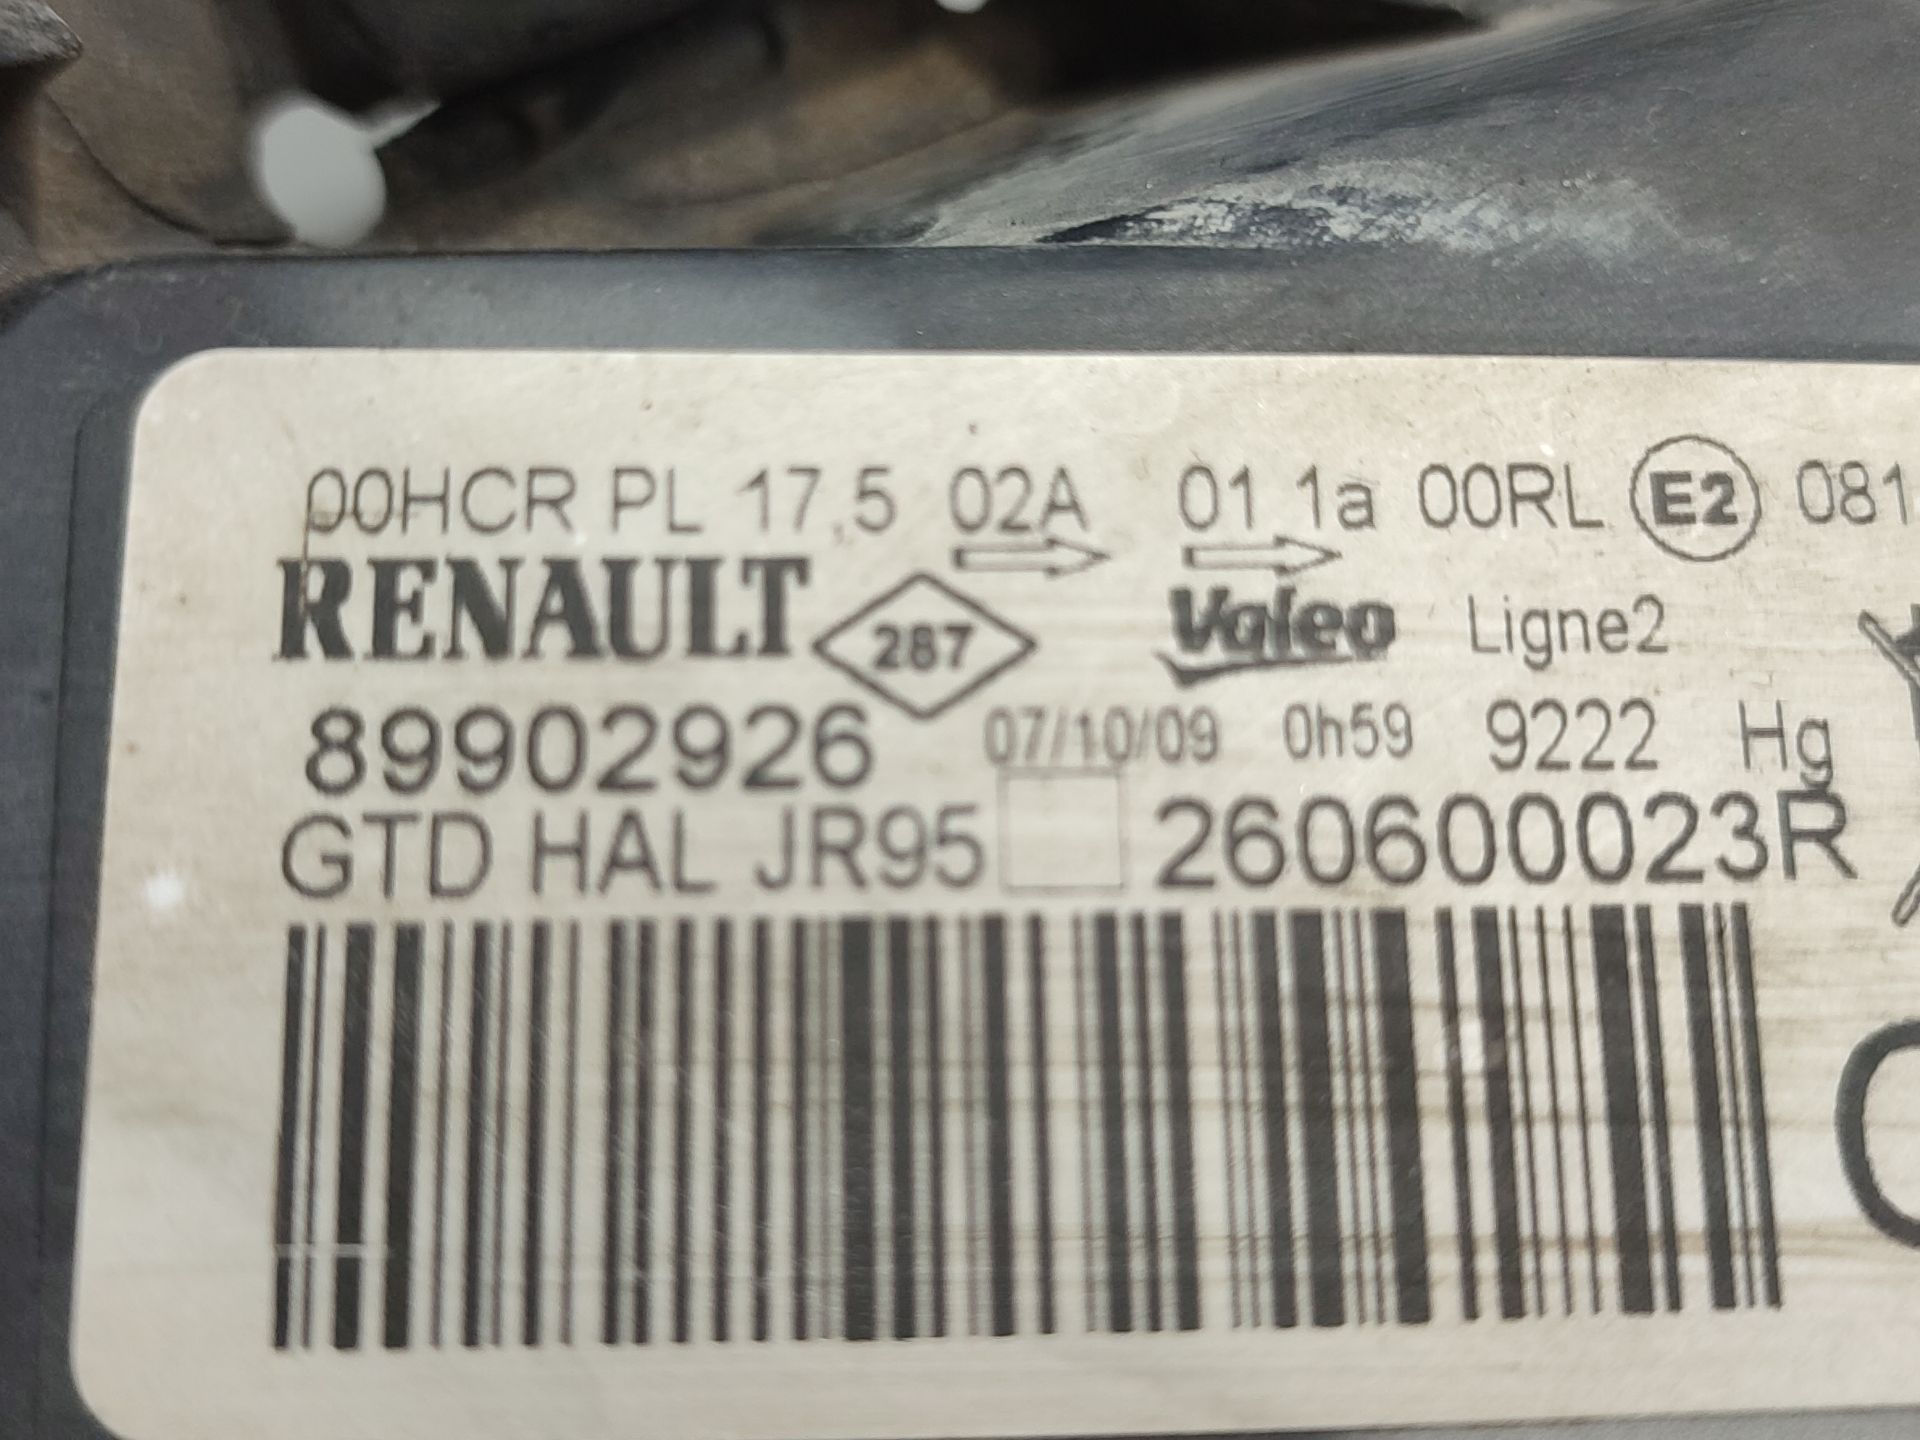 00HCR PL 17,5 02A 01 1a 00RL E2 081
RENAULT 287 Valeo Ligne2
89902926 07/10/09 0h59 9222 Hg
GTD HAL JR95 260600023R